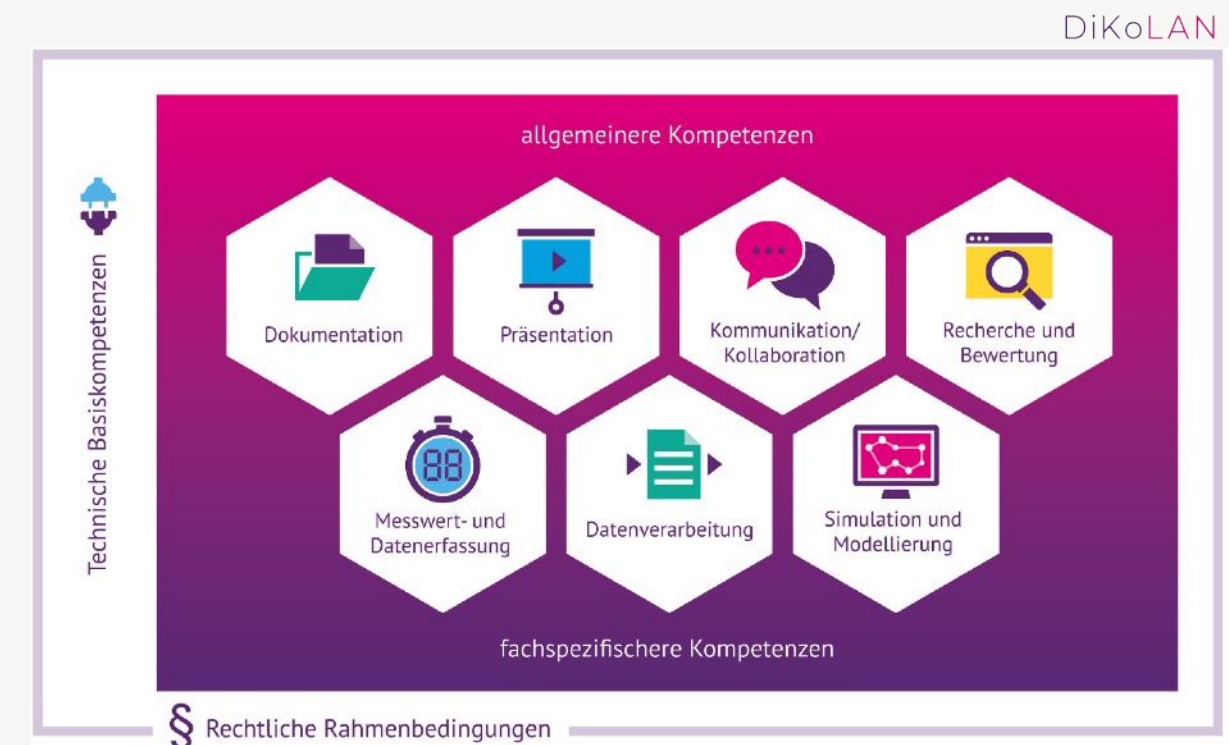 DiKoLAN
allgemeinere Kompetenzen
Technische Basiskompetenzen
Dokumentation
Präsentation
Kommunikation/
Kollaboration
Recherche und
Bewertung
88
Messwert- und
Datenerfassung
Datenverarbeitung
Simulation und
Modellierung
fachspezifischere Kompetenzen
§ Rechtliche Rahmenbedingungen